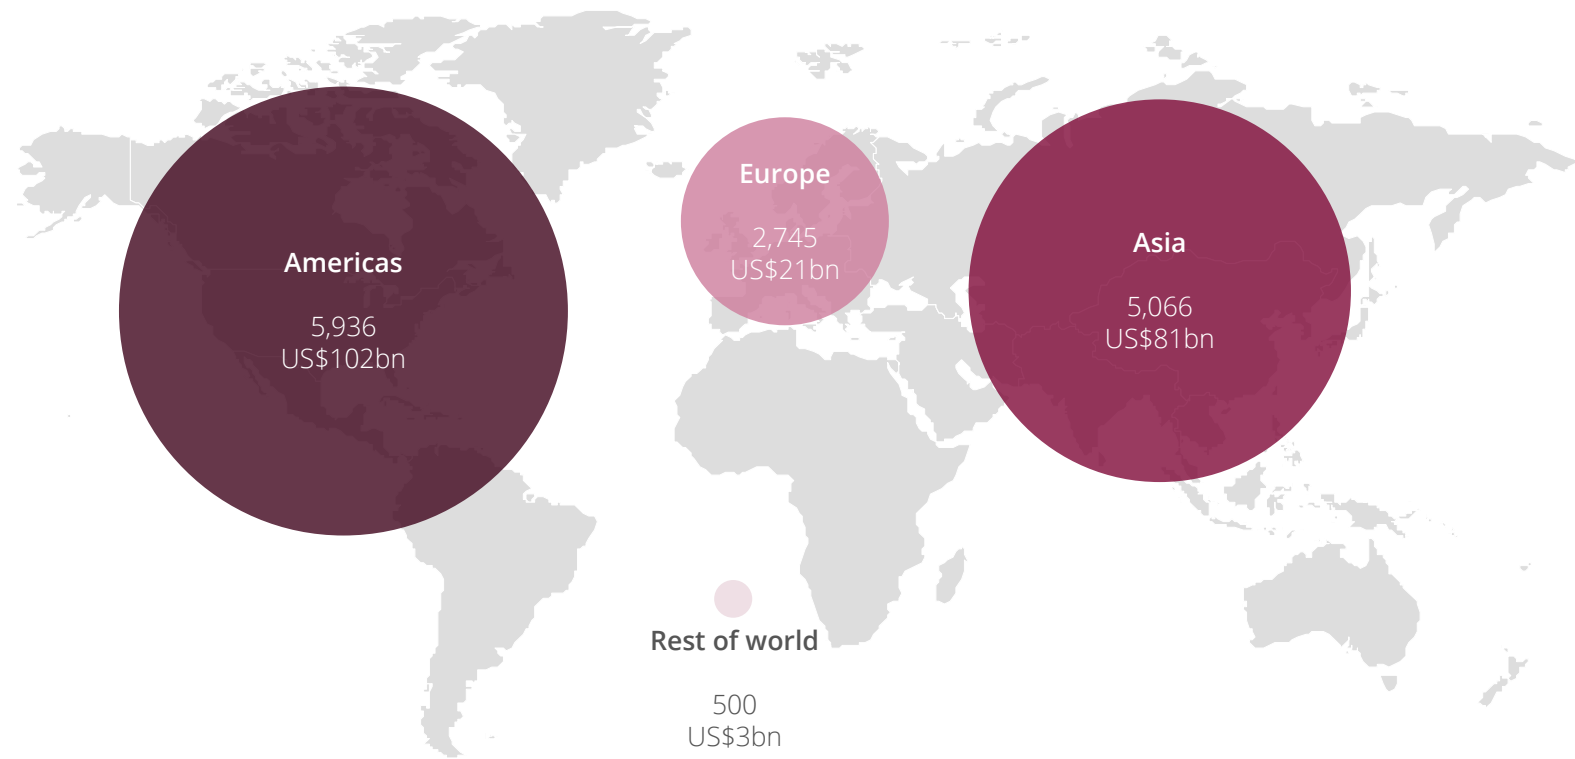 Americas
5,936
US$102bn
Europe
2,745
US$21bn
Asia
5,066
US$81bn
Rest of world
500
US$3bn